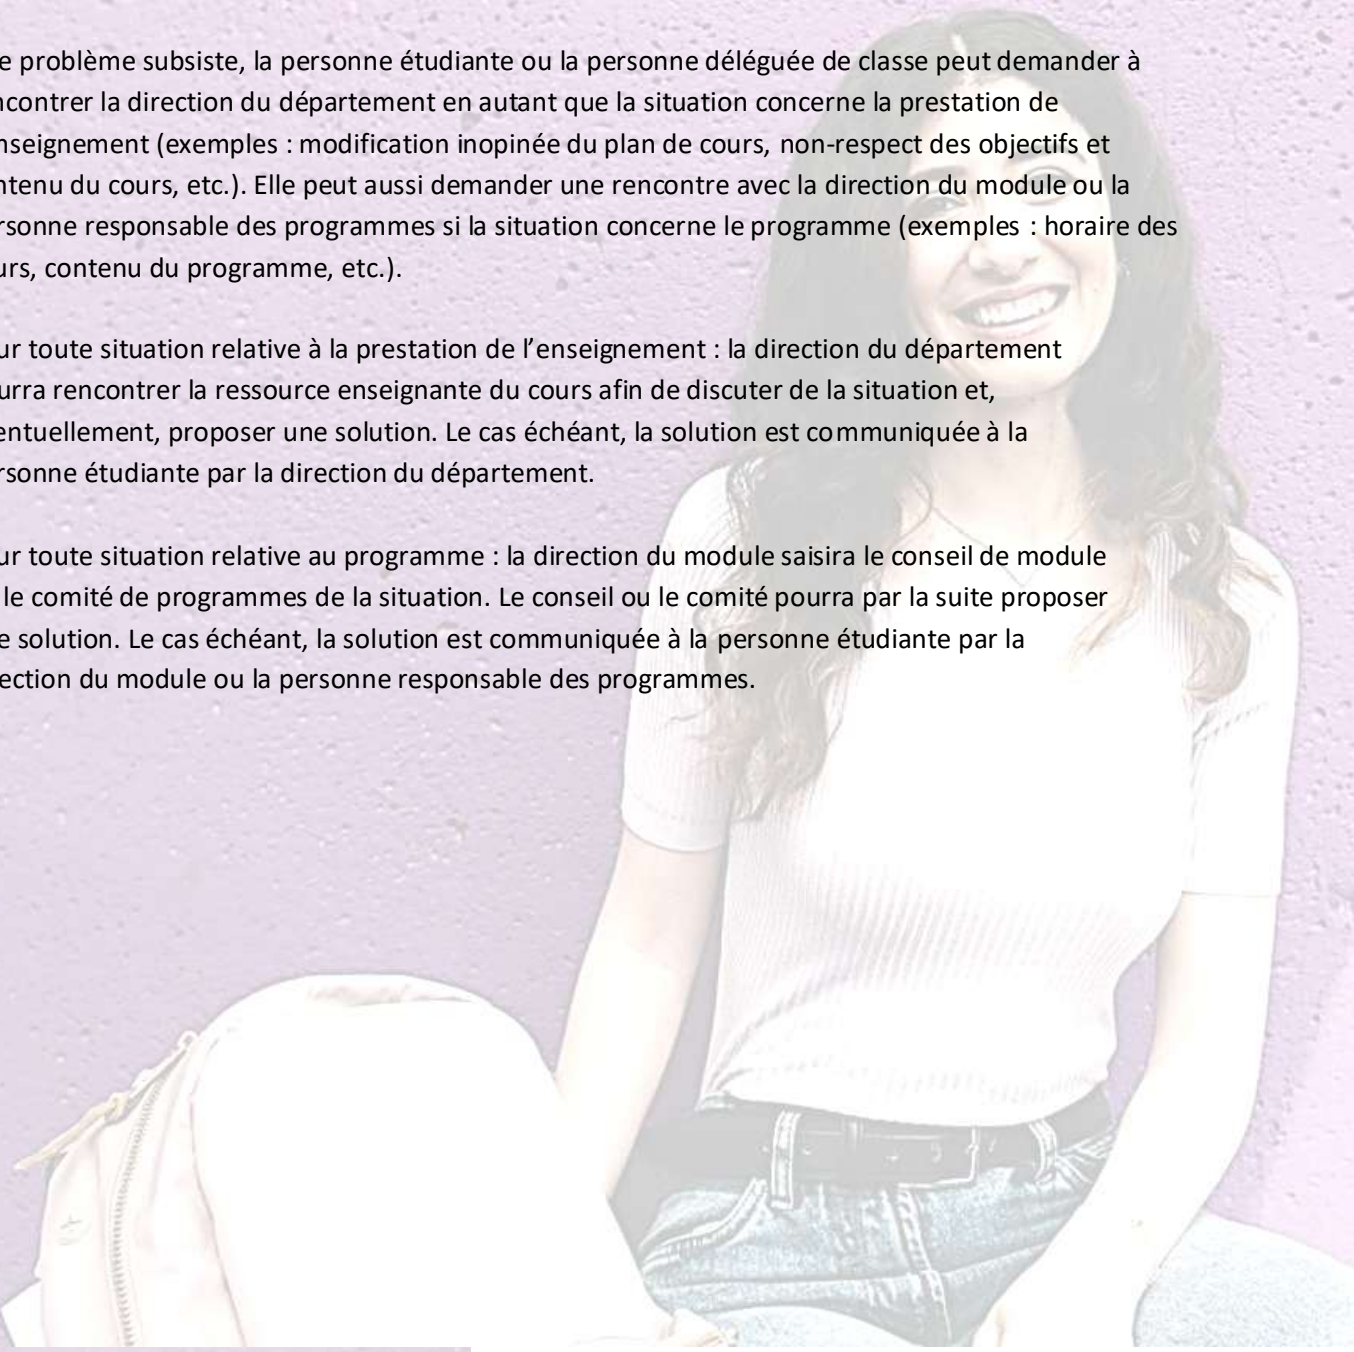 e problème subsiste, la personne étudiante ou la personne déléguée de classe peut demander à
contrer la direction du département en autant que la situation concerne la prestation de
nseignement (exemples : modification inopinée du plan de cours, non-respect des objectifs et
ntenu du cours, etc.). Elle peut aussi demander une rencontre avec la direction du module ou la
rsonne responsable des programmes si la situation concerne le programme (exemples : horaire des
urs, contenu du programme, etc.).
ur toute situation relative à la prestation de l’enseignement : la direction du département
urra rencontrer la ressource enseignante du cours afin de discuter de la situation et,
entuellement, proposer une solution. Le cas échéant, la solution est communiquée à la
rsonne étudiante par la direction du département.
ur toute situation relative au programme : la direction du module saisira le conseil de module
le comité de programmes de la situation. Le conseil ou le comité pourra par la suite proposer
e solution. Le cas échéant, la solution est communiquée à la personne étudiante par la
ection du module ou la personne responsable des programmes.